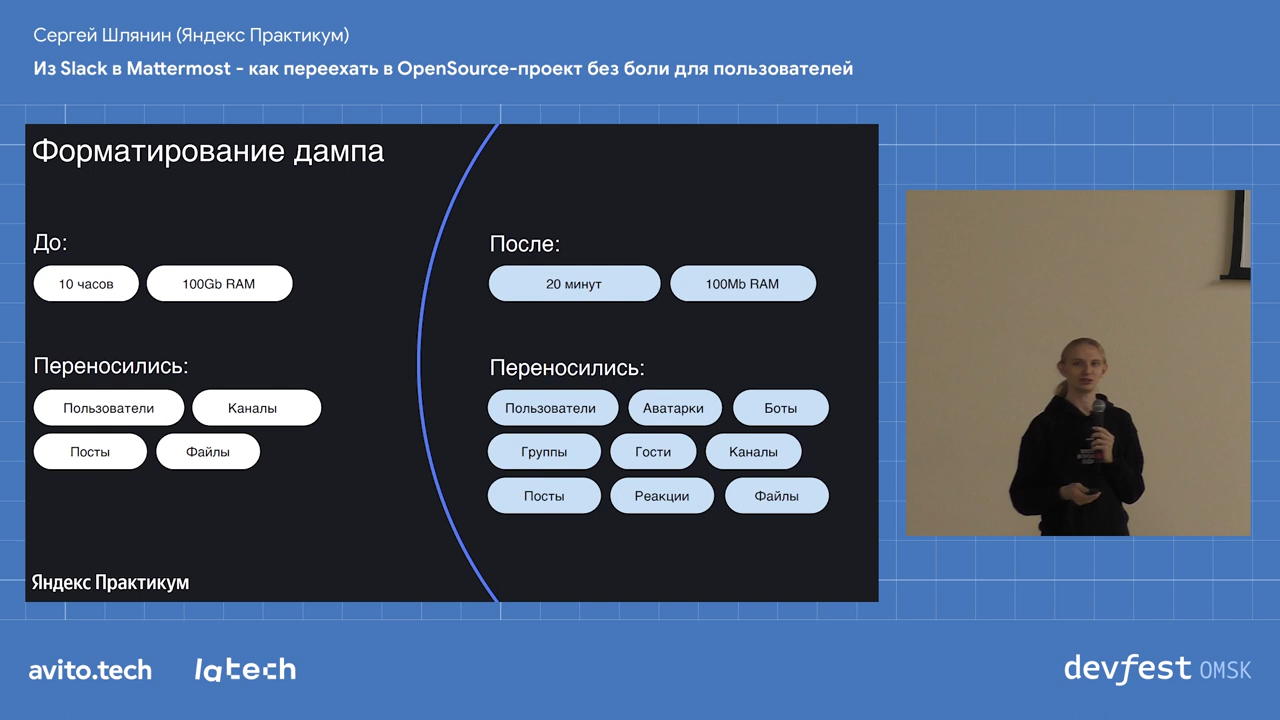 Сергей Шлянин (Яндекс Практикум)
Из Slack в Mattermost - как переехать в OpenSource-проект без боли для пользователей
Форматирование дампа
До:
10 часов 100Gb RAM
Переносились:
Пользователи Каналы
Посты Файлы
После:
20 минут 100Mb RAM
Переносились:
Пользователи Аватарки Боты
Группы Гости Каналы
Посты Реакции Файлы
Яндекс Практикум
avito.tech latech
devfest OMSK